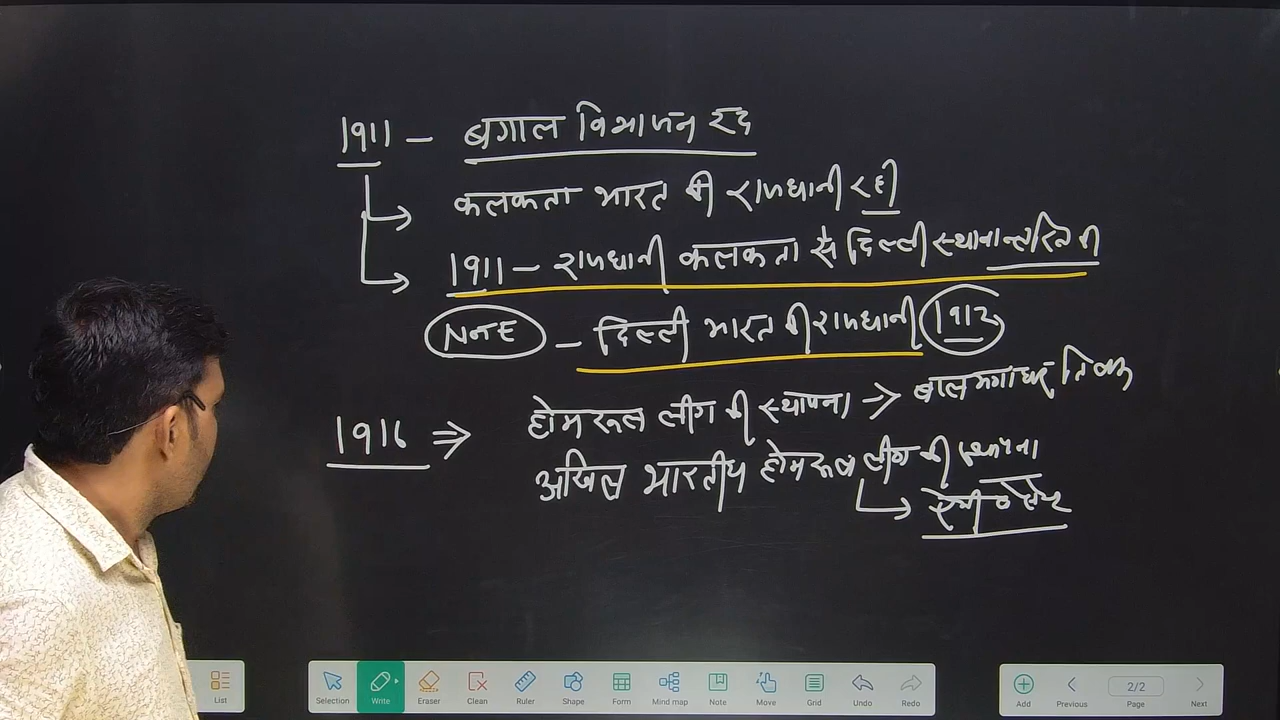 1911 - बंगाल विभाजन रद्द
कलकता भारत की राजधानी रही
1911 - राजधानी कलकता से दिल्ली स्थानान्तरित की
NOTE - दिल्ली भारत की राजधानी 1912
1916 ⇒ होमरूल लीग की स्थापना → बाल गंगाधर तिलक
अखिल भारतीय होमरूल लीग की स्थापना
एनी बेसेंट
List
Selection Write Eraser Clean Ruler Shape Form Mind map Note Move Grid Undo Redo
Add Previous 2/2 Page Next